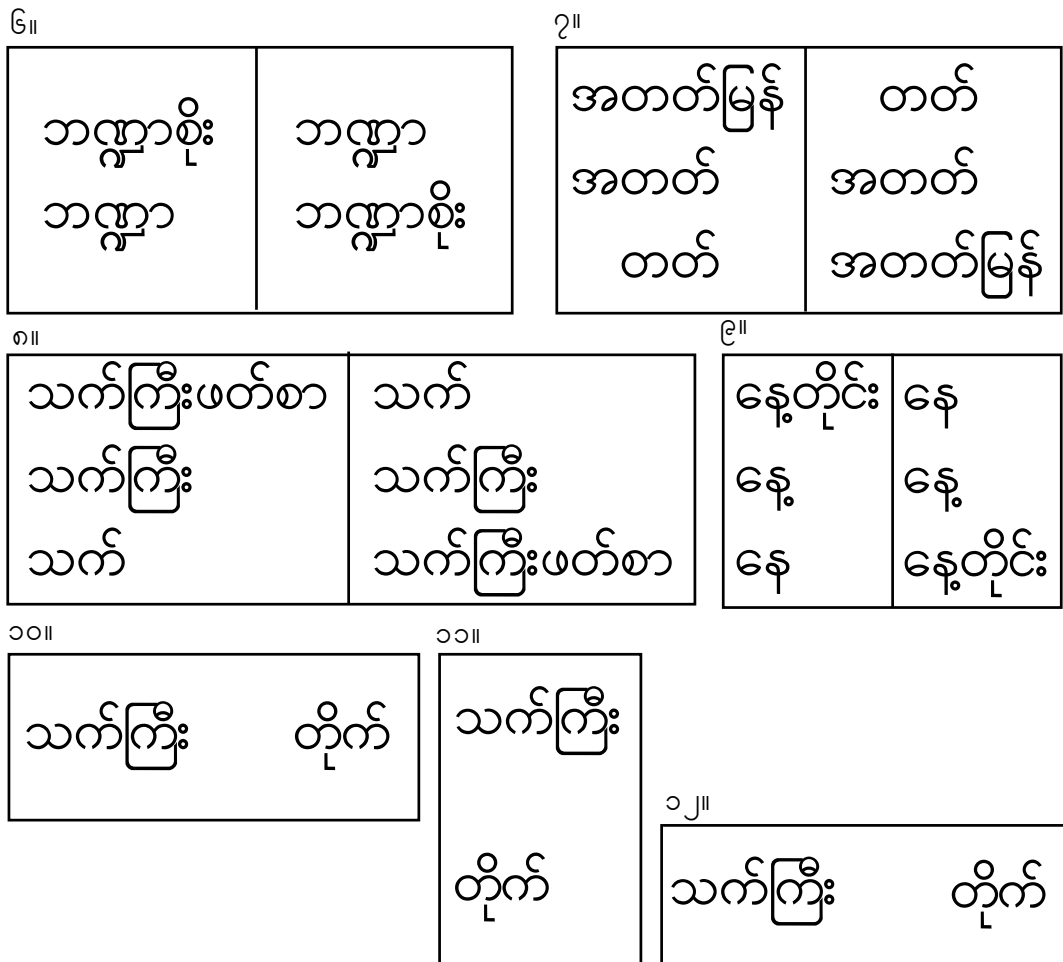 ၆။
ဘဏ္ဍာစိုး ဘဏ္ဍာ
ဘဏ္ဍာ ဘဏ္ဍာစိုး
၇။
အတတ်မြန် တတ်
အတတ် အတတ်
တတ် အတတ်မြန်
၈။
သက်ကြီးဖတ်စာ သက်
သက်ကြီး သက်ကြီး
သက် သက်ကြီးဖတ်စာ
၉။
နေ့တိုင်း နေ
နေ့ နေ့
နေ နေ့တိုင်း
၁၀။
သက်ကြီး တိုက်
၁၁။
သက်ကြီး
တိုက်
၁၂။
သက်ကြီး တိုက်